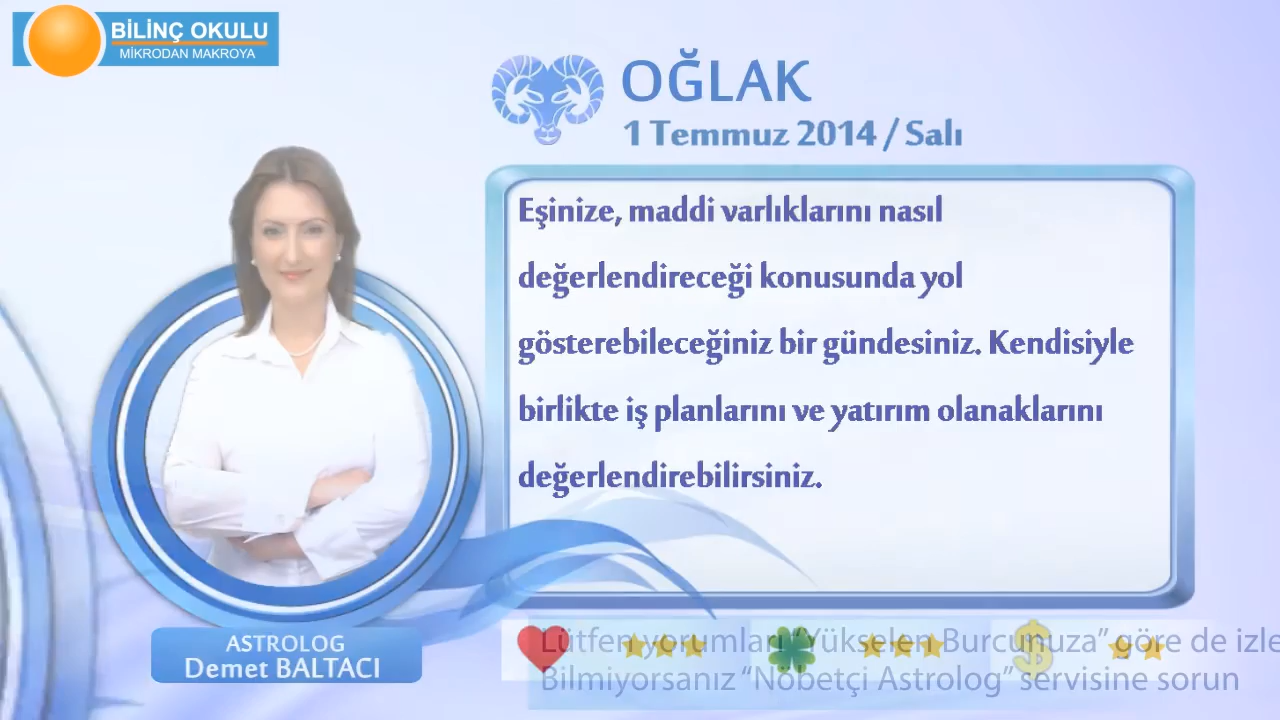 BİLİNÇ OKULU
MİKRODAN MAKROYA
OĞLAK
1 Temmuz 2014 / Salı
Eşinize, maddi varlıklarını nasıl
değerlendireceği konusunda yol
gösterebileceğiniz bir gündesiniz. Kendisiyle
birlikte iş planlarını ve yatırım olanaklarını
değerlendirebilirsiniz.
ASTROLOG
Demet BALTACI
Lütfen yorumları “Yükselen Burcunuza” göre de izle
Bilmiyorsanız “Nöbetçi Astrolog” servisine sorun